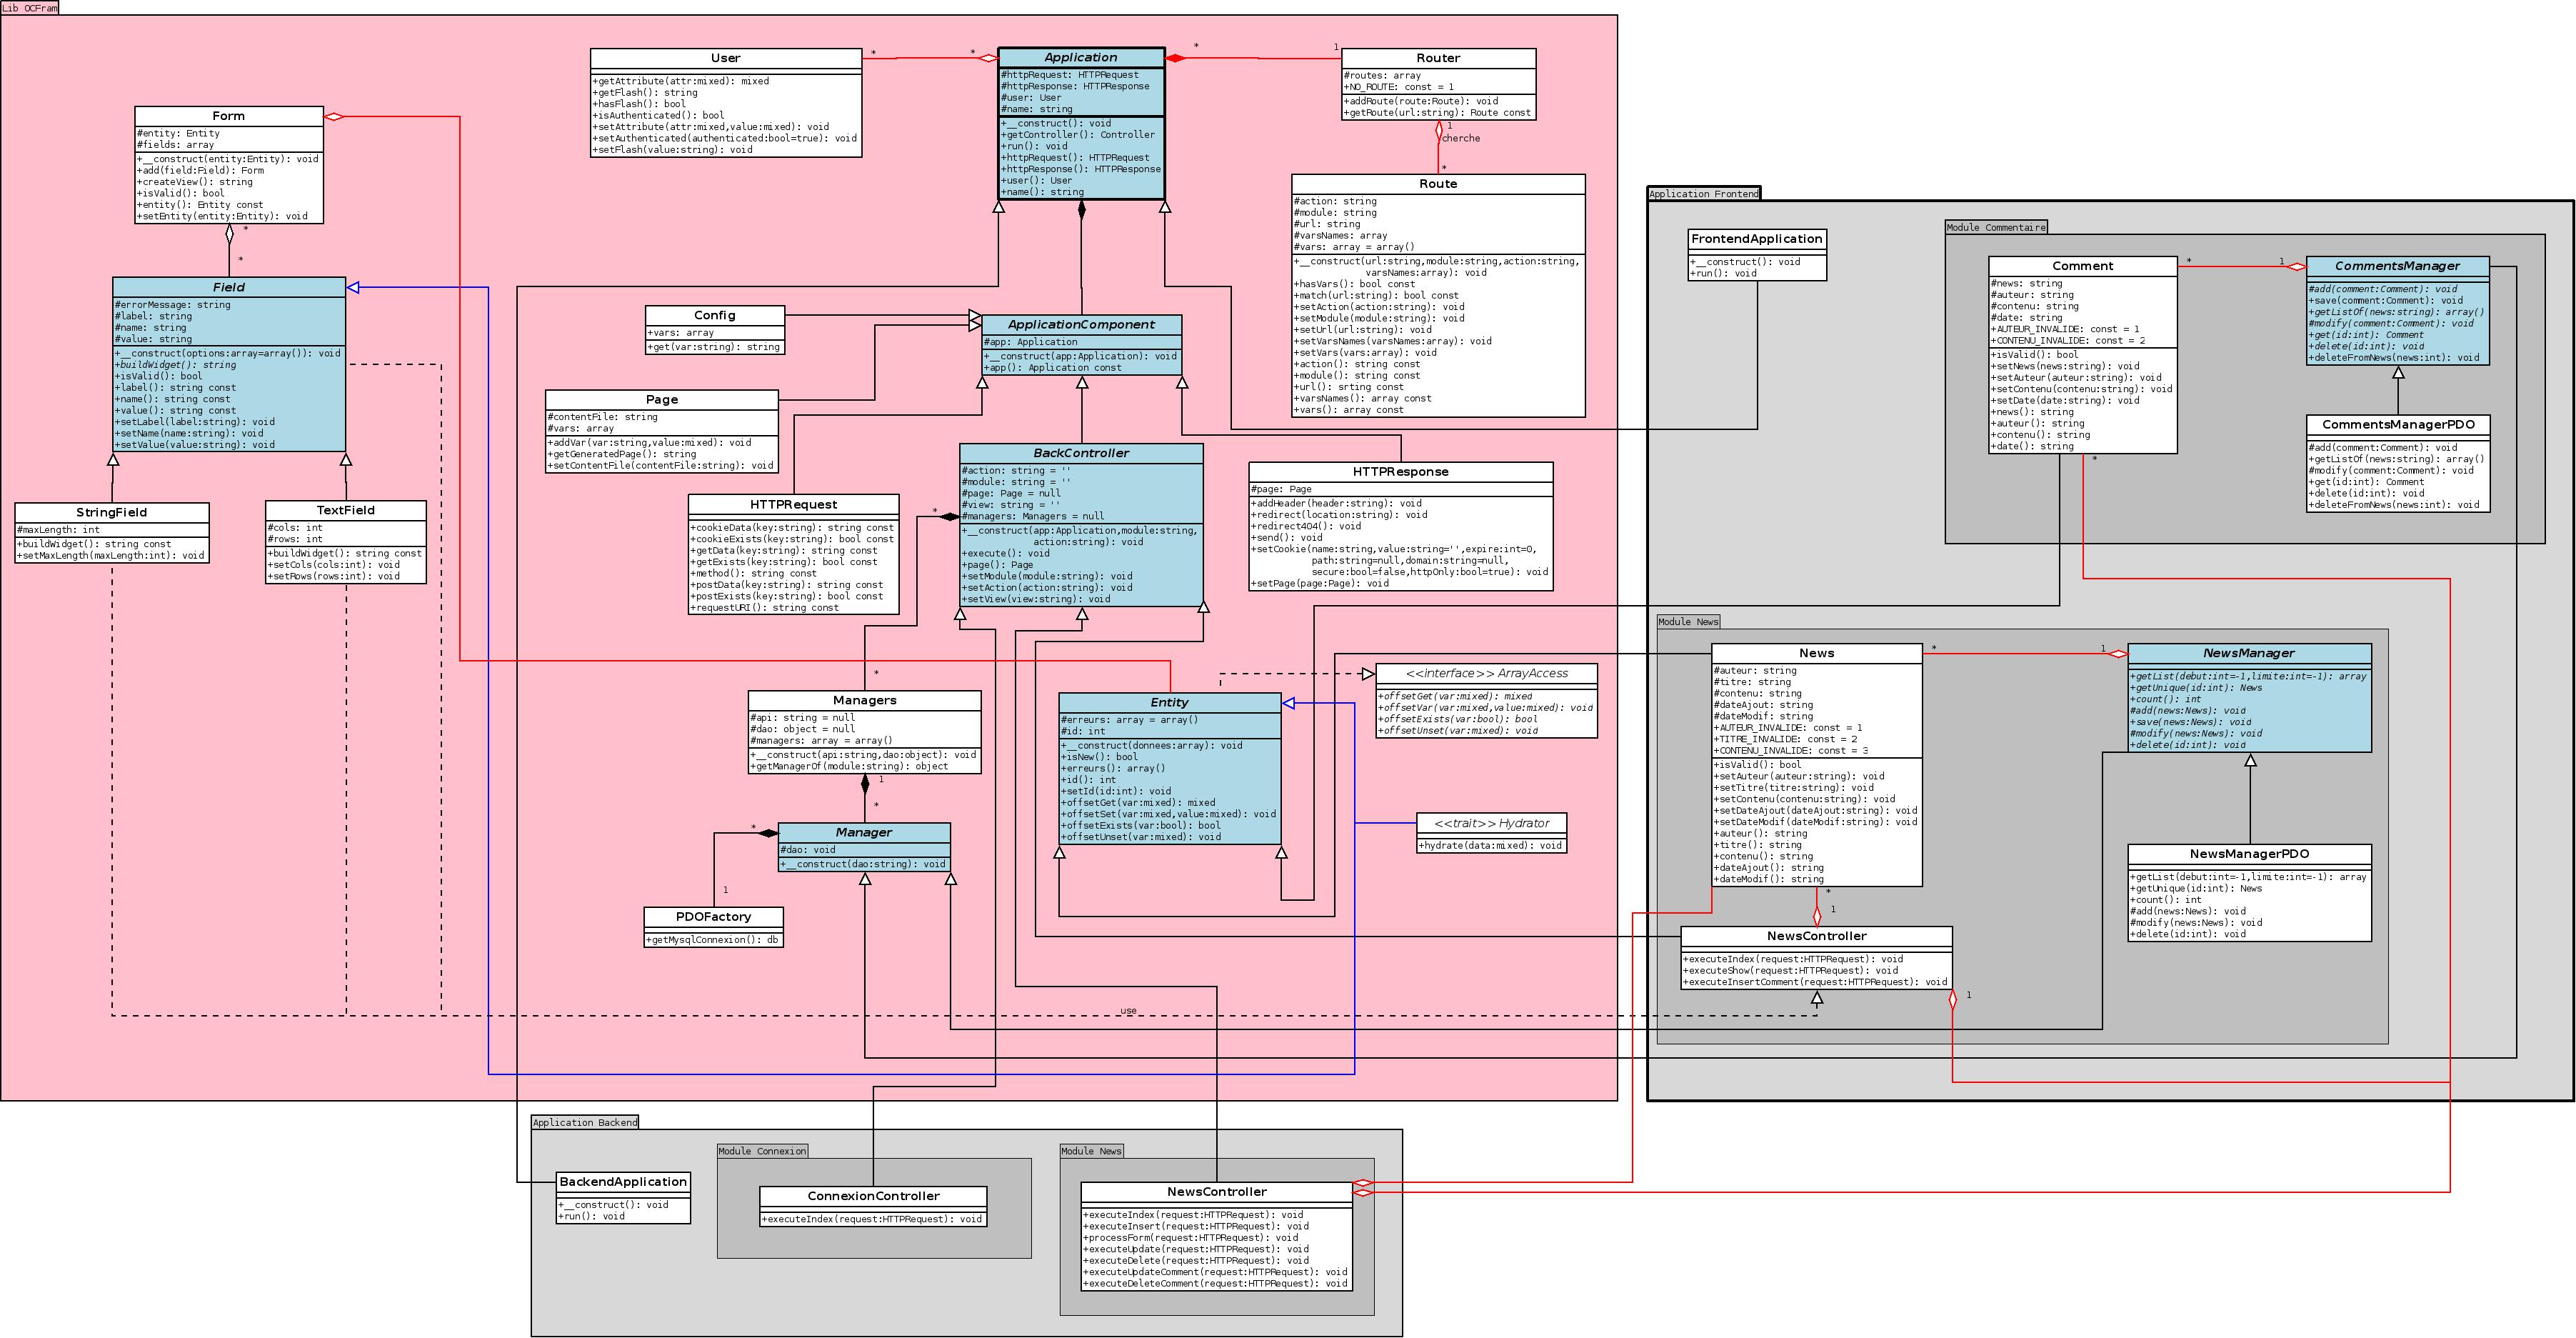 Lib OCFram
User
+getAttribute(attr:mixed): mixed
+getFlash(): string
+hasFlash(): bool
+isAuthenticated(): bool
+setAttribute(attr:mixed,value:mixed): void
+setAuthenticated(authenticated:bool=true): void
+setFlash(value:string): void
*
*
Application
#httpRequest: HTTPRequest
#httpResponse: HTTPResponse
#user: User
#name: string
+__construct(): void
+getController(): Controller
+run(): void
+httpRequest(): HTTPRequest
+httpResponse(): HTTPResponse
+user(): User
+name(): string
*
1
Router
#routes: array
+NO_ROUTE: const = 1
+addRoute(route:Route): void
+getRoute(url:string): Route const
1
cherche
*
Route
#action: string
#module: string
#url: string
#varsNames: array
#vars: array = array()
+__construct(url:string,module:string,action:string,
varsNames:array): void
+hasVars(): bool const
+match(url:string): bool const
+setAction(action:string): void
+setModule(module:string): void
+setUrl(url:string): void
+setVarsNames(varsNames:array): void
+setVars(vars:array): void
+action(): string const
+module(): string const
+url(): srting const
+varsNames(): array const
+vars(): array const
Form
#entity: Entity
#fields: array
+__construct(entity:Entity): void
+add(field:Field): Form
+createView(): string
+isValid(): bool
+entity(): Entity const
+setEntity(entity:Entity): void
*
*
Field
#errorMessage: string
#label: string
#name: string
#value: string
+__construct(options:array=array()): void
+buildWidget(): string
+isValid(): bool
+label(): string const
+name(): string const
+value(): string const
+setLabel(label:string): void
+setName(name:string): void
+setValue(value:string): void
StringField
#maxLength: int
+buildWidget(): string const
+setMaxLength(maxLength:int): void
TextField
#cols: int
#rows: int
+buildWidget(): string const
+setCols(cols:int): void
+setRows(rows:int): void
Config
+vars: array
+get(var:string): string
ApplicationComponent
#app: Application
+__construct(app:Application): void
+app(): Application const
Page
#contentFile: string
#vars: array
+addVar(var:string,value:mixed): void
+getGeneratedPage(): string
+setContentFile(contentFile:string): void
HTTPRequest
+cookieData(key:string): string const
+cookieExists(key:string): bool const
+getData(key:string): string const
+getExists(key:string): bool const
+method(): string const
+postData(key:string): string const
+postExists(key:string): bool const
+requestURI(): string const
BackController
#action: string = ''
#module: string = ''
#page: Page = null
#view: string = ''
#managers: Managers = null
+__construct(app:Application,module:string,
action:string): void
+execute(): void
+page(): Page
+setModule(module:string): void
+setAction(action:string): void
+setView(view:string): void
*
*
HTTPResponse
#page: Page
+addHeader(header:string): void
+redirect(location:string): void
+redirect404(): void
+send(): void
+setCookie(name:string,value:string='',expire:int=0,
path:string=null,domain:string=null,
secure:bool=false,httpOnly:bool=true): void
+setPage(page:Page): void
Managers
#api: string = null
#dao: object = null
#managers: array = array()
+__construct(api:string,dao:object): void
+getManagerOf(module:string): object
1
*
Manager
#dao: void
+__construct(dao:string): void
*
1
PDOFactory
+getMysqlConnexion(): db
Entity
#erreurs: array = array()
#id: int
+__construct(donnees:array): void
+isNew(): bool
+erreurs(): array()
+id(): int
+setId(id:int): void
+offsetGet(var:mixed): mixed
+offsetSet(var:mixed,value:mixed): void
+offsetExists(var:bool): bool
+offsetUnset(var:mixed): void
<<interface>> ArrayAccess
+offsetGet(var:mixed): mixed
+offsetVar(var:mixed,value:mixed): void
+offsetExists(var:bool): bool
+offsetUnset(var:mixed): void
<<trait>> Hydrator
+hydrate(data:mixed): void
use
Application Frontend
FrontendApplication
+__construct(): void
+run(): void
Module Commentaire
Comment
#news: string
#auteur: string
#contenu: string
#date: string
+AUTEUR_INVALIDE: const = 1
+CONTENU_INVALIDE: const = 2
+isValid(): bool
+setNews(news:string): void
+setAuteur(auteur:string): void
+setContenu(contenu:string): void
+setDate(date:string): void
+news(): string
+auteur(): string
+contenu(): string
+date(): string
*
*
1
CommentsManager
#add(comment:Comment): void
+save(comment:Comment): void
+getListOf(news:string): array()
#modify(comment:Comment): void
+get(id:int): Comment
+delete(id:int): void
+deleteFromNews(news:int): void
CommentsManagerPDO
#add(comment:Comment): void
+getListOf(news:string): array()
#modify(comment:Comment): void
+get(id:int): Comment
+delete(id:int): void
+deleteFromNews(news:int): void
Module News
News
#auteur: string
#titre: string
#contenu: string
#dateAjout: string
#dateModif: string
+AUTEUR_INVALIDE: const = 1
+TITRE_INVALIDE: const = 2
+CONTENU_INVALIDE: const = 3
+isValid(): bool
+setAuteur(auteur:string): void
+setTitre(titre:string): void
+setContenu(contenu:string): void
+setDateAjout(dateAjout:string): void
+setDateModif(dateModif:string): void
+auteur(): string
+titre(): string
+contenu(): string
+dateAjout(): string
+dateModif(): string
*
1
NewsManager
+getList(debut:int=-1,limite:int=-1): array
+getUnique(id:int): News
+count(): int
#add(news:News): void
+save(news:News): void
#modify(news:News): void
+delete(id:int): void
NewsManagerPDO
+getList(debut:int=-1,limite:int=-1): array
+getUnique(id:int): News
+count(): int
#add(news:News): void
#modify(news:News): void
+delete(id:int): void
*
1
NewsController
+executeIndex(request:HTTPRequest): void
+executeShow(request:HTTPRequest): void
+executeInsertComment(request:HTTPRequest): void
1
Application Backend
BackendApplication
+__construct(): void
+run(): void
Module Connexion
ConnexionController
+executeIndex(request:HTTPRequest): void
Module News
NewsController
+executeIndex(request:HTTPRequest): void
+executeInsert(request:HTTPRequest): void
+processForm(request:HTTPRequest): void
+executeUpdate(request:HTTPRequest): void
+executeDelete(request:HTTPRequest): void
+executeUpdateComment(request:HTTPRequest): void
+executeDeleteComment(request:HTTPRequest): void